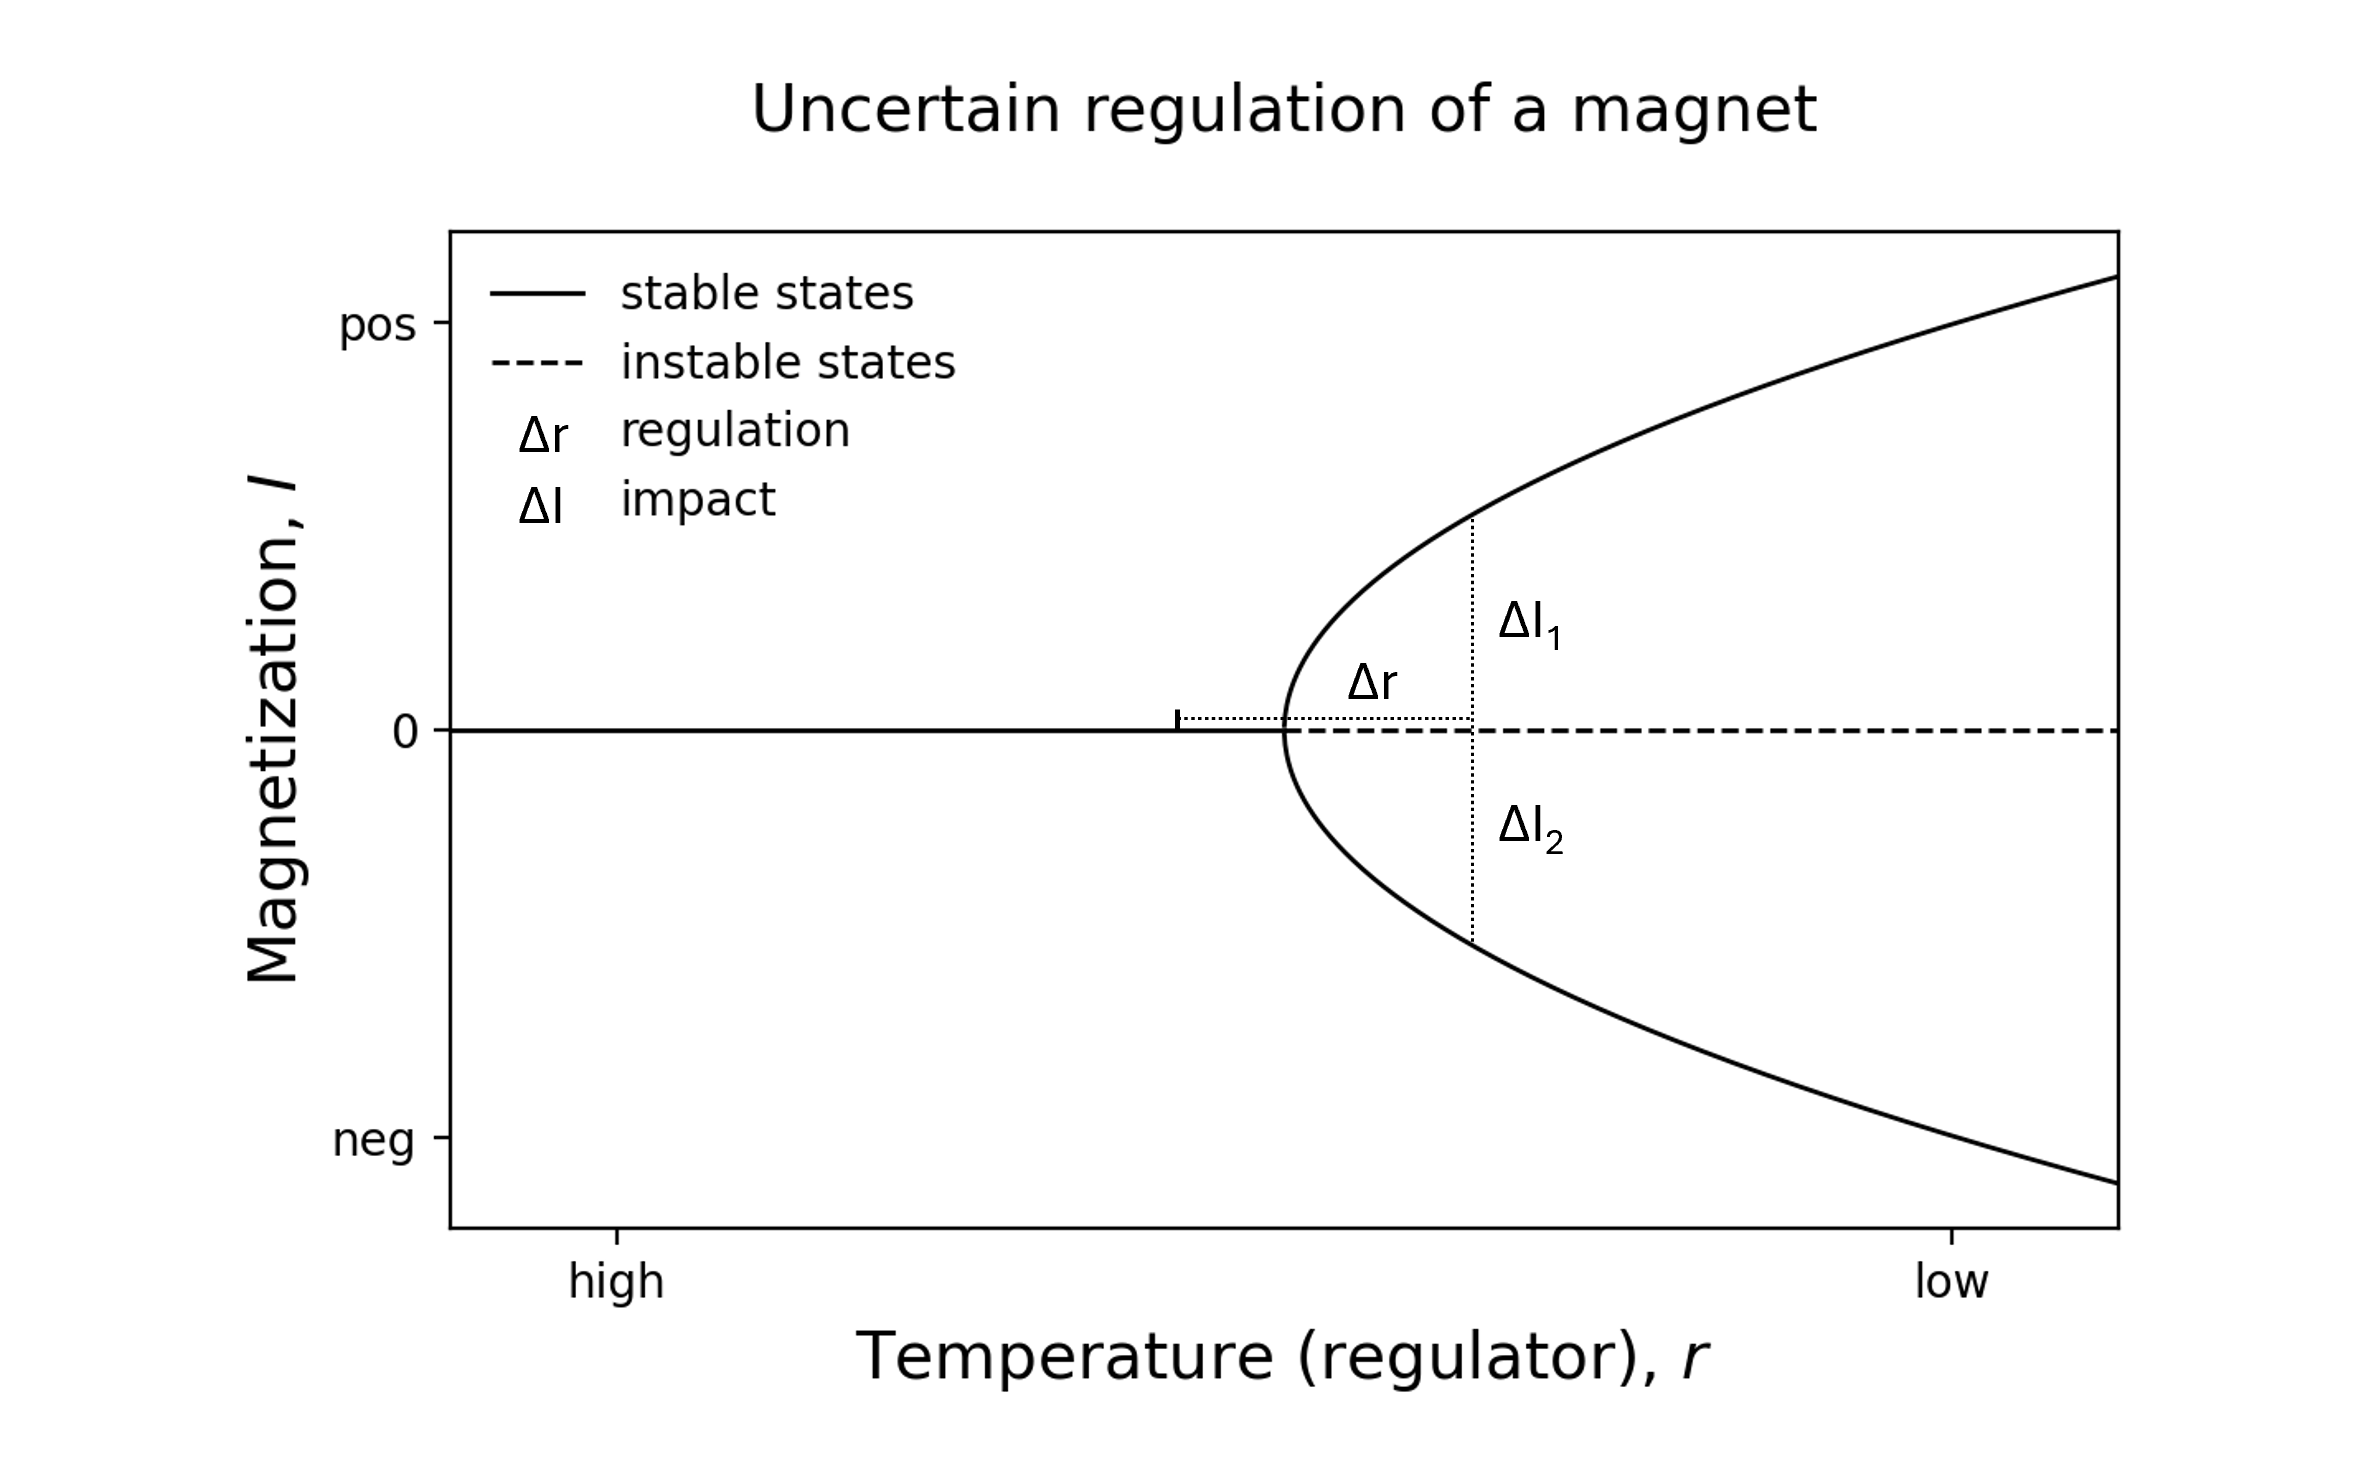 Uncertain regulation of a magnet
stable states
instable states
Δr regulation
ΔI impact
pos
0
neg
Magnetization, I
Δr
ΔI₁
ΔI₂
high
low
Temperature (regulator), r